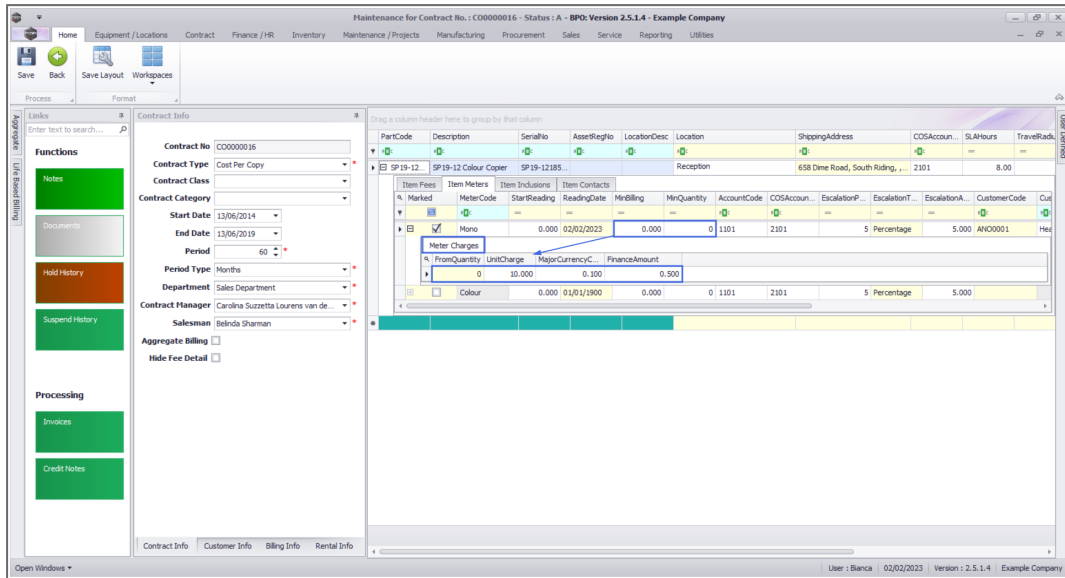 Maintenance for Contract No. : CO0000016 - Status : A - BPO: Version 2.5.1.4 - Example Company
Home Equipment / Locations Contract Finance / HR Inventory Maintenance / Projects Manufacturing Procurement Sales Service Reporting Utilities
Save Back Save Layout Workspaces
Process Format
Aggregate
Life Based Billing
Links
Enter text to search...
Functions
Notes
Documents
Hold History
Suspend History
Processing
Invoices
Credit Notes
Contract Info
Contract No CO0000016
Contract Type Cost Per Copy *
Contract Class
Contract Category
Start Date 13/06/2014
End Date 13/06/2019
Period 60 *
Period Type Months *
Department Sales Department *
Contract Manager Carolina Suzzetta Lourens van de... *
Salesman Belinda Sharman *
Aggregate Billing
Hide Fee Detail
Contract Info Customer Info Billing Info Rental Info
Drag a column header here to group by that column
PartCode Description SerialNo AssetRegNo LocationDesc Location ShippingAddress COSAccoun... SLAHours TravelRadiu
SP19-12... SP19-12 Colour Copier SP19-12185... Reception 658 Dime Road, South Riding, , ... 2101 8.00
Item Fees Item Meters Item Inclusions Item Contacts
Marked MeterCode StartReading ReadingDate MinBilling MinQuantity AccountCode COSAccoun... EscalationP... EscalationT... EscalationA... CustomerCode Cus
Mono 0.000 02/02/2023 0.000 0 1101 2101 5 Percentage 5.000 ANO0001 Hea
Meter Charges
FromQuantity UnitCharge MajorCurrencyC... FinanceAmount
0 10.000 0.100 0.500
Colour 0.000 01/01/1900 0.000 0 1101 2101 5 Percentage 5.000
User Defined
Open Windows
User : Bianca 02/02/2023 Version : 2.5.1.4 Example Company